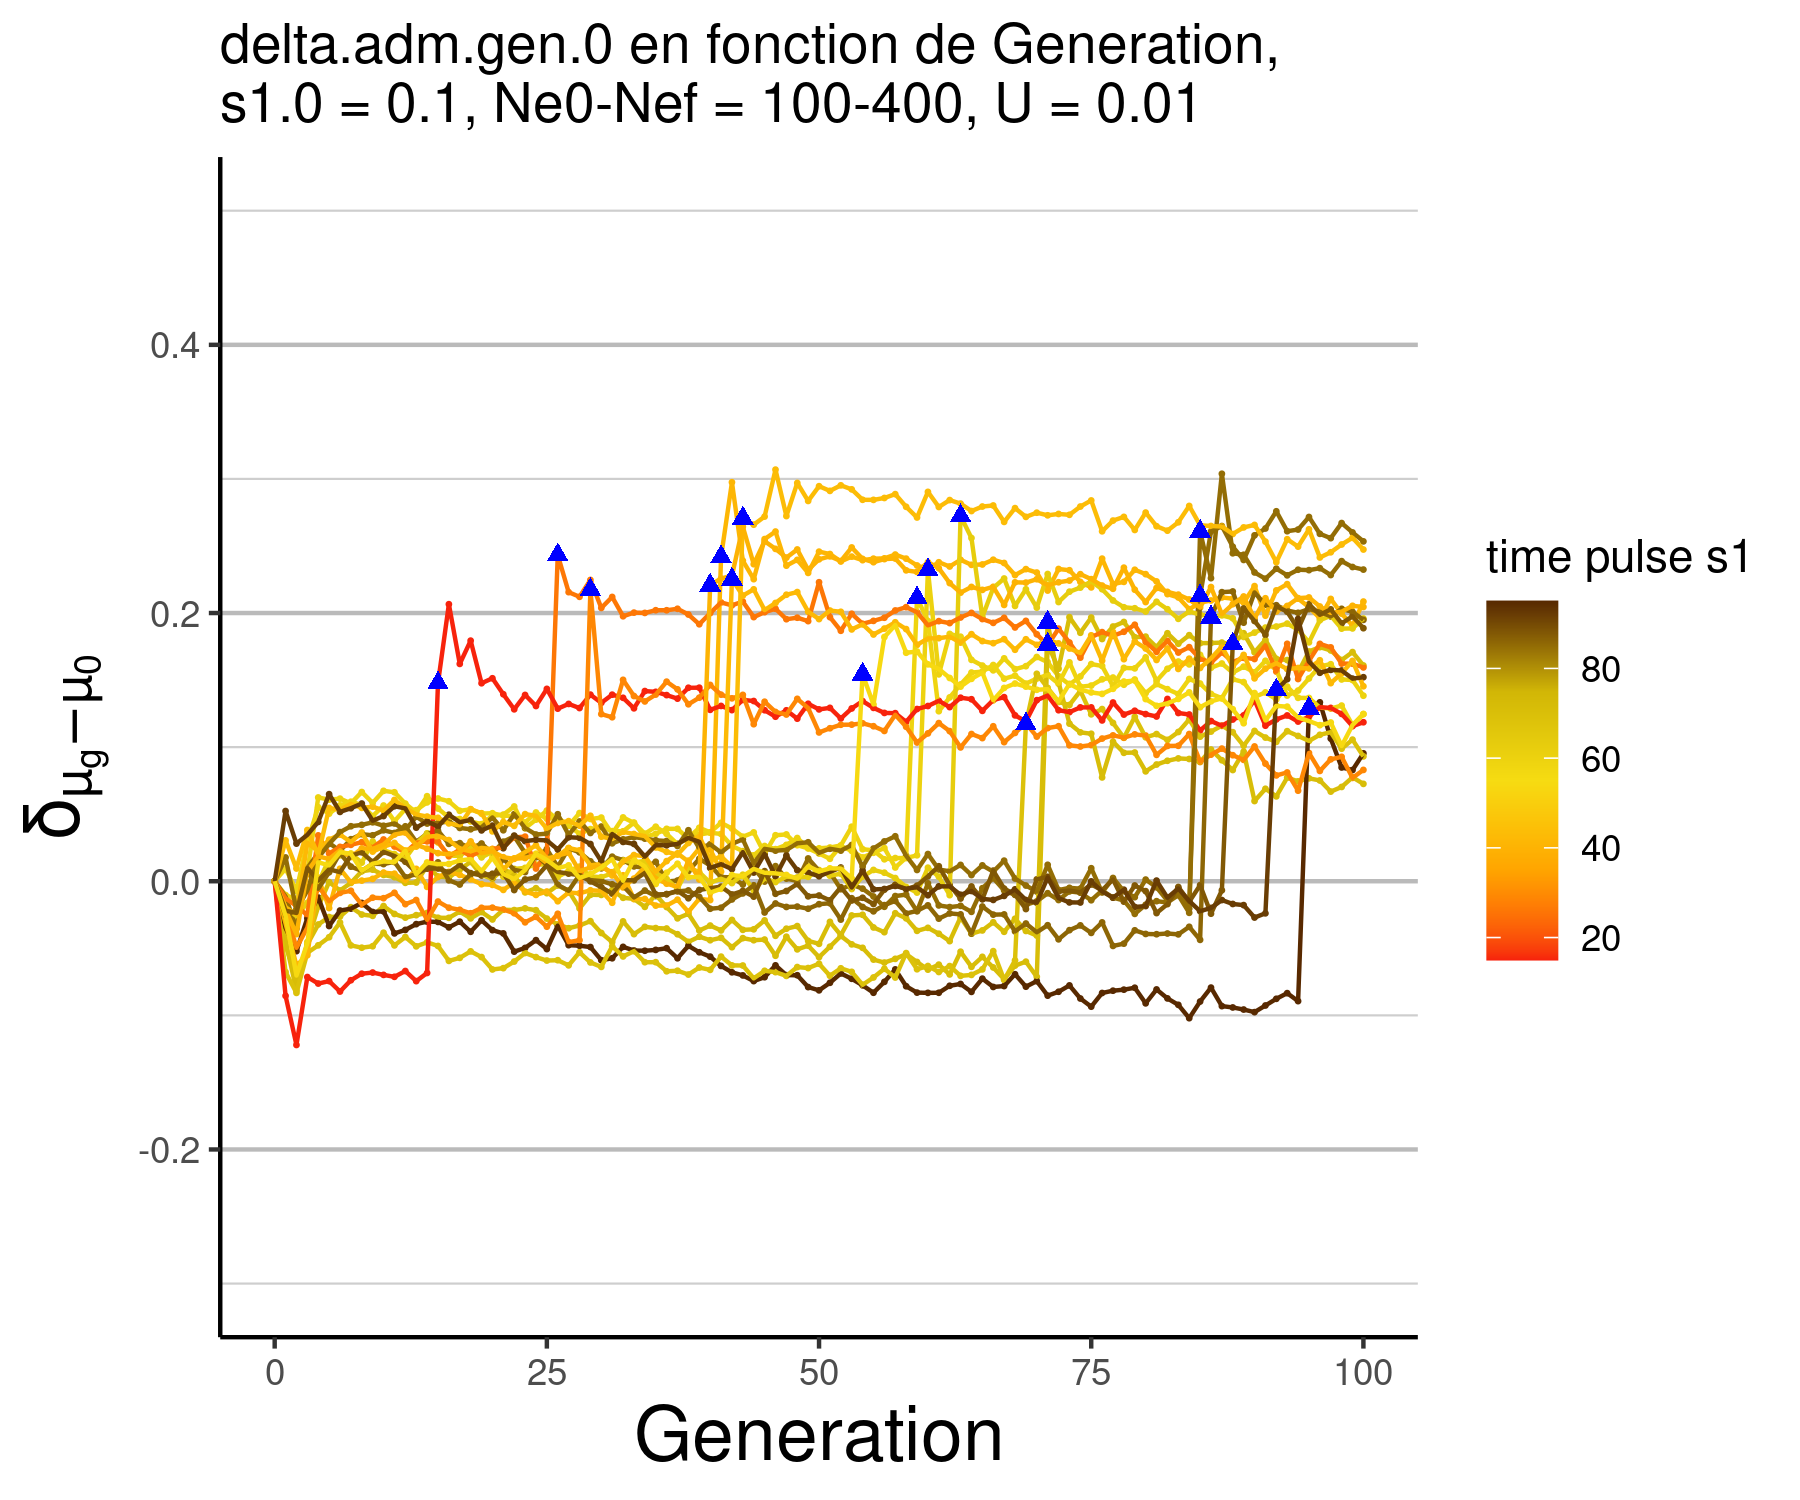 delta.adm.gen.0 en fonction de Generation,
s1.0 = 0.1, Ne0-Nef = 100-400, U = 0.01
δμg−μ0
0.4
0.2
0.0
-0.2
0
25
50
75
100
Generation
time pulse s1
80
60
40
20